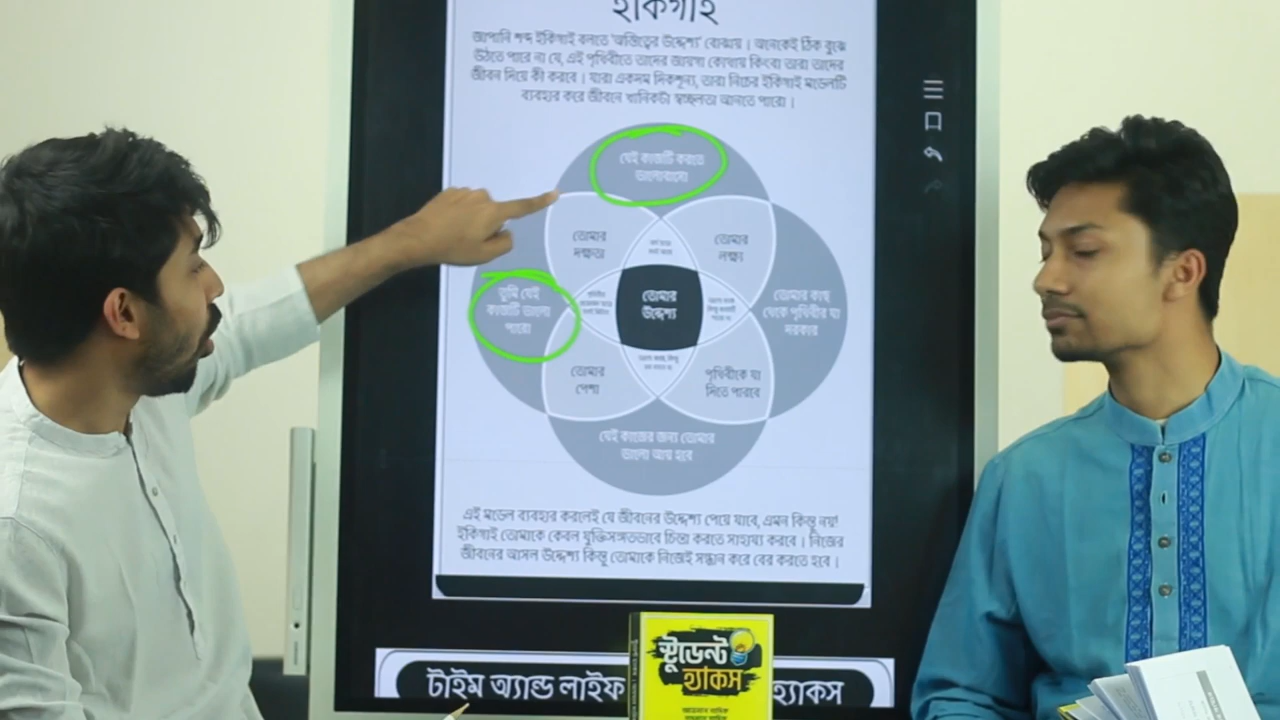 ইকিগাই
জাপানি শব্দ ইকিগাই বলতে 'অস্তিত্বের উদ্দেশ্য' বোঝায়। অনেকেই ঠিক বুঝে
উঠতে পারে না যে, এই পৃথিবীতে তাদের জায়গা কোথায় কিংবা তারা তাদের
জীবন দিয়ে কী করবে। যারা একদম দিকশূন্য, তারা নিচের ইকিগাই মডেলটি
ব্যবহার করে জীবনে খানিকটা স্বচ্ছলতা আনতে পারো।
যেই কাজটি করতে
ভালোবাসো
তোমার
দক্ষতা
তোমার
লক্ষ্য
তুমি যেই
কাজটি ভালো
পারো
তোমার
উদ্দেশ্য
তোমার কাছ
থেকে পৃথিবীর যা
দরকার
তোমার
পেশা
পৃথিবীকে যা
দিতে পারবে
যেই কাজের জন্য তোমার
ভালো আয় হবে
এই মডেল ব্যবহার করলেই যে জীবনের উদ্দেশ্য পেয়ে যাবে, এমন কিন্তু নয়!
ইকিগাই তোমাকে কেবল যুক্তিসঙ্গতভাবে চিন্তা করতে সাহায্য করবে। নিজের
জীবনের আসল উদ্দেশ্য কিন্তু তোমাকে নিজেই সন্ধান করে বের করতে হবে।
স্টুডেন্ট
হ্যাকস
টাইম অ্যান্ড লাইফ হ্যাকস